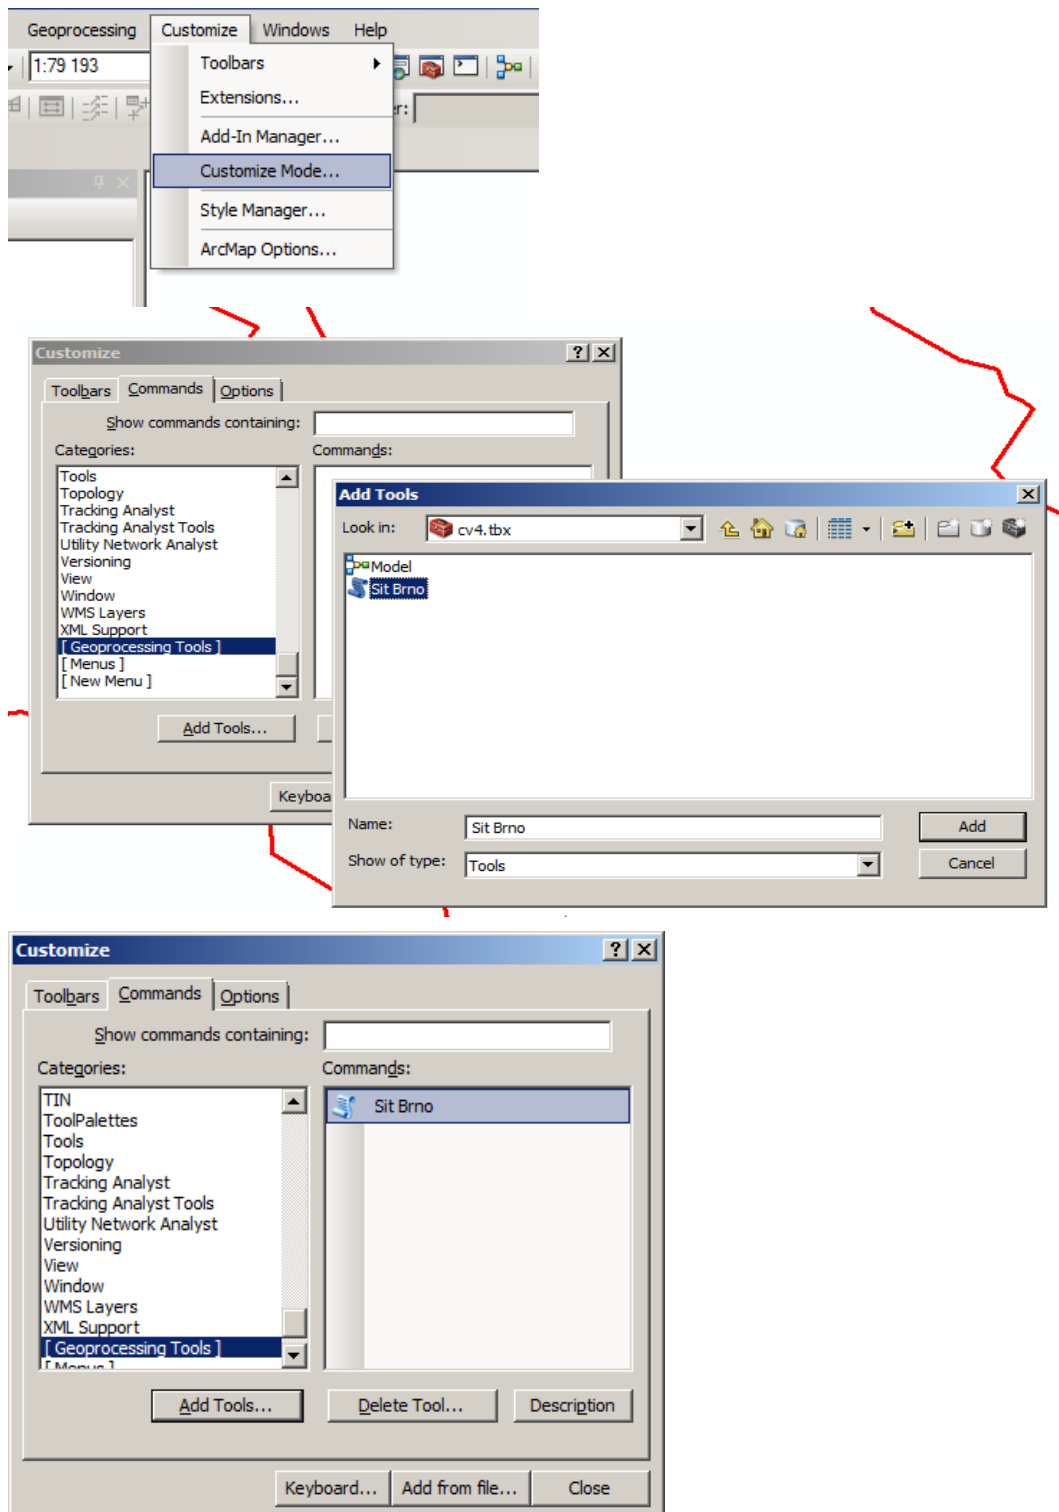 Geoprocessing Customize Windows Help
1:79 193
Toolbars
Extensions...
Add-In Manager...
Customize Mode...
Style Manager...
ArcMap Options...
Customize
Toolbars Commands Options
Show commands containing:
Categories: Commands:
Tools
Topology
Tracking Analyst
Tracking Analyst Tools
Utility Network Analyst
Versioning
View
Window
WMS Layers
XML Support
[ Geoprocessing Tools ]
[ Menus ]
[ New Menu ]
Add Tools...
Add Tools
Look in: cv4.tbx
Model
Sit Brno
Name: Sit Brno Add
Show of type: Tools Cancel
Customize
Toolbars Commands Options
Show commands containing:
Categories: Commands:
TIN
ToolPalettes
Tools
Topology
Tracking Analyst
Tracking Analyst Tools
Utility Network Analyst
Versioning
View
Window
WMS Layers
XML Support
[ Geoprocessing Tools ]
[ Menus ]
Sit Brno
Add Tools... Delete Tool... Description
Keyboard... Add from file... Close